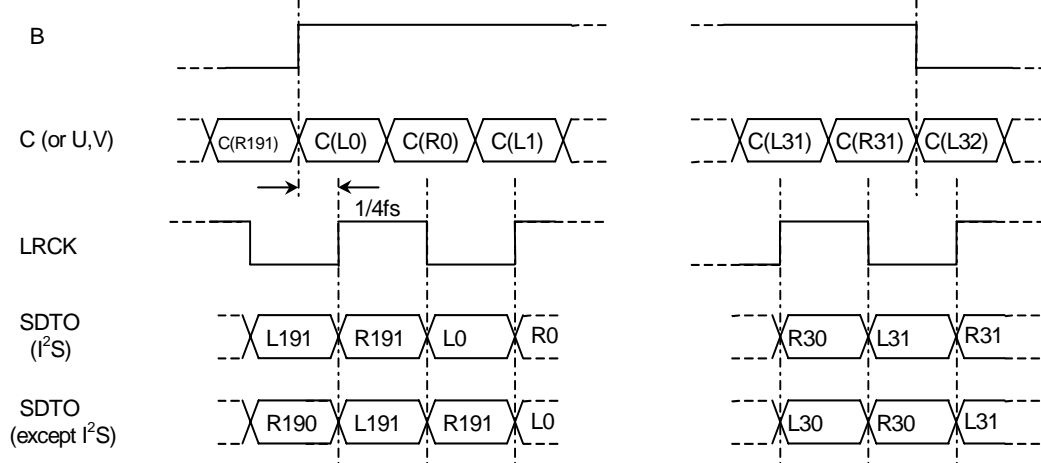 B
C (or U,V)
C(R191) C(L0) C(R0) C(L1) C(L31) C(R31) C(L32)
1/4fs
LRCK
SDTO
(I²S)
L191 R191 L0 R0 R30 L31 R31
SDTO
(except I²S)
R190 L191 R191 L0 L30 R30 L31